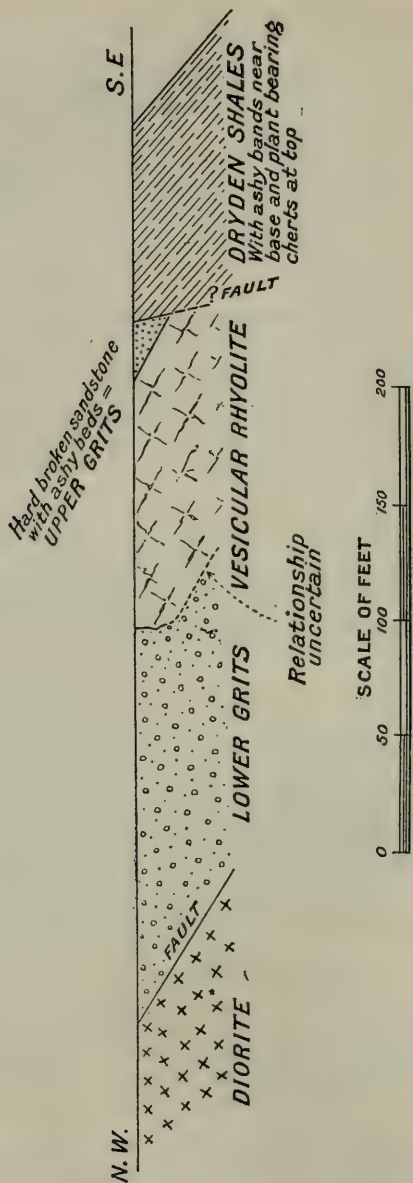 N.W.
S.E
Hard broken sandstone
with ashy beds =
UPPER GRITS
FAULT
? FAULT
DIORITE
LOWER GRITS
VESICULAR RHYOLITE
DRYDEN SHALES
With ashy bands near
base and plant bearing
cherts at top
Relationship
uncertain
0 50 100 150 200
SCALE OF FEET